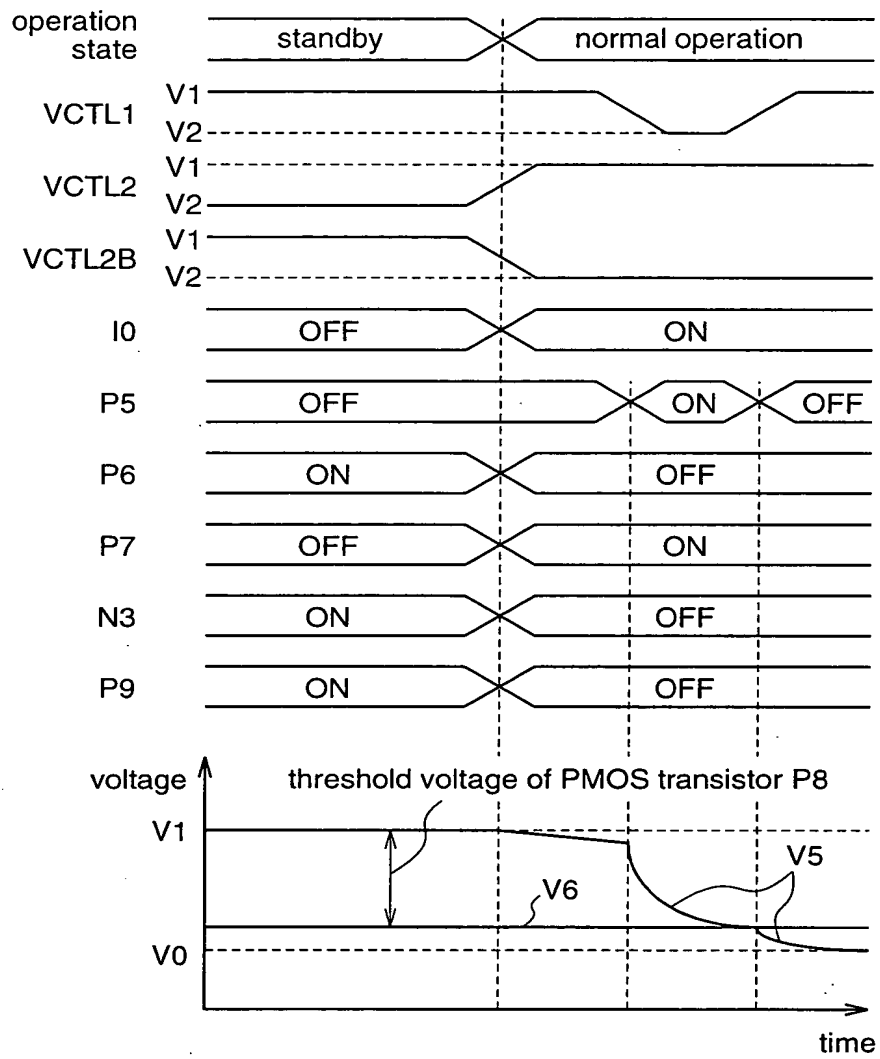 operation
state
standby
normal operation
VCTL1
V1
V2
VCTL2
V1
V2
VCTL2B
V1
V2
I0
OFF
ON
P5
OFF
ON
OFF
P6
ON
OFF
P7
OFF
ON
N3
ON
OFF
P9
ON
OFF
voltage
threshold voltage of PMOS transistor P8
V1
V5
V6
V0
time